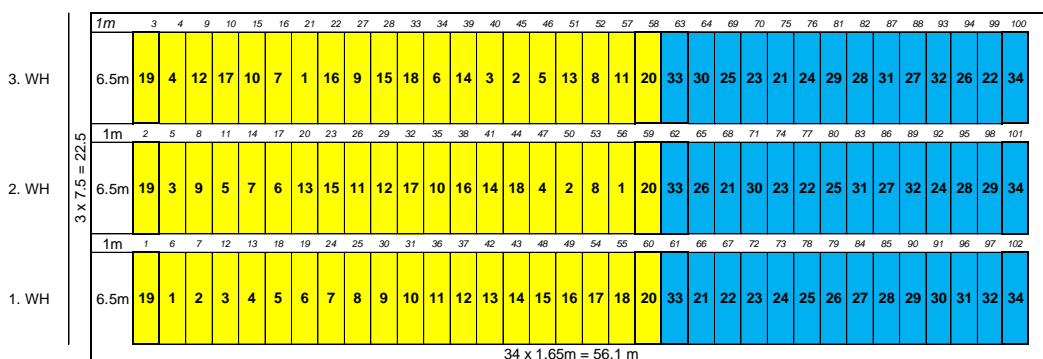 1m 3 4 9 10 15 16 21 22 27 28 33 34 39 40 45 46 51 52 57 58 63 64 69 70 75 76 81 82 87 88 93 94 99 100
3. WH 6.5m 19 4 12 17 10 7 1 16 9 15 18 6 14 3 2 5 13 8 11 20 33 30 25 23 21 24 29 28 31 27 32 26 22 34
1m 2 5 8 11 14 17 20 23 26 29 32 35 38 41 44 47 50 53 56 59 62 65 68 71 74 77 80 83 86 89 92 95 98 101
2. WH 6.5m 19 3 9 5 7 6 13 15 11 12 17 10 16 14 18 4 2 8 1 20 33 26 21 30 23 22 25 31 27 32 24 28 29 34
3 x 7.5 = 22.5
1m 1 6 7 12 13 18 19 24 25 30 31 36 37 42 43 48 49 54 55 60 61 66 67 72 73 78 79 84 85 90 91 96 97 102
1. WH 6.5m 19 1 2 3 4 5 6 7 8 9 10 11 12 13 14 15 16 17 18 20 33 21 22 23 24 25 26 27 28 29 30 31 32 34
34 x 1.65m = 56.1 m